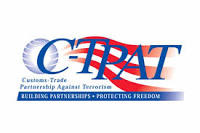 C-TPAT
Customs-Trade
Partnership Against Terrorism
BUILDING PARTNERSHIPS • PROTECTING FREEDOM